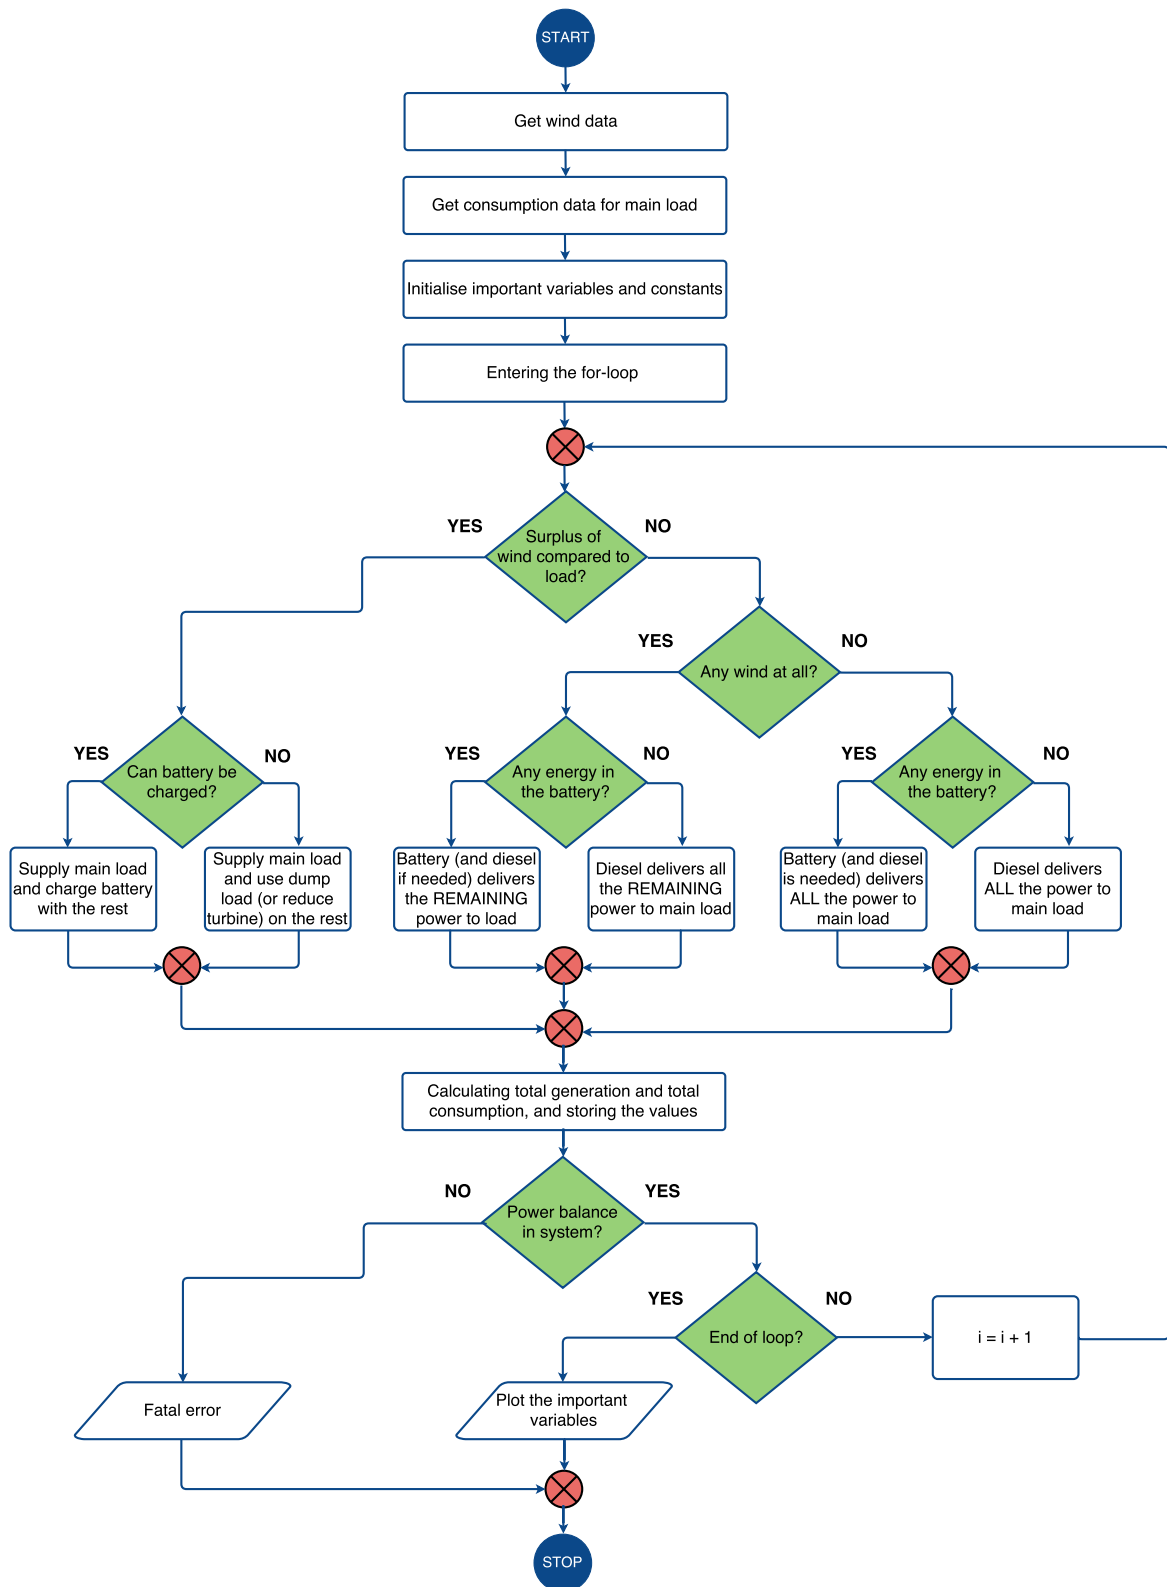 START
Get wind data
Get consumption data for main load
Initialise important variables and constants
Entering the for-loop
YES
NO
Surplus of
wind compared to
load?
YES
NO
Any wind at all?
YES
NO
Can battery be
charged?
YES
NO
Any energy in
the battery?
YES
NO
Any energy in
the battery?
Supply main load
and charge battery
with the rest
Supply main load
and use dump
load (or reduce
turbine) on the rest
Battery (and diesel
if needed) delivers
the REMAINING
power to load
Diesel delivers all
the REMAINING
power to main load
Battery (and diesel
is needed) delivers
ALL the power to
main load
Diesel delivers
ALL the power to
main load
Calculating total generation and total
consumption, and storing the values
NO
YES
Power balance
in system?
YES
NO
End of loop?
i = i + 1
Fatal error
Plot the important
variables
STOP